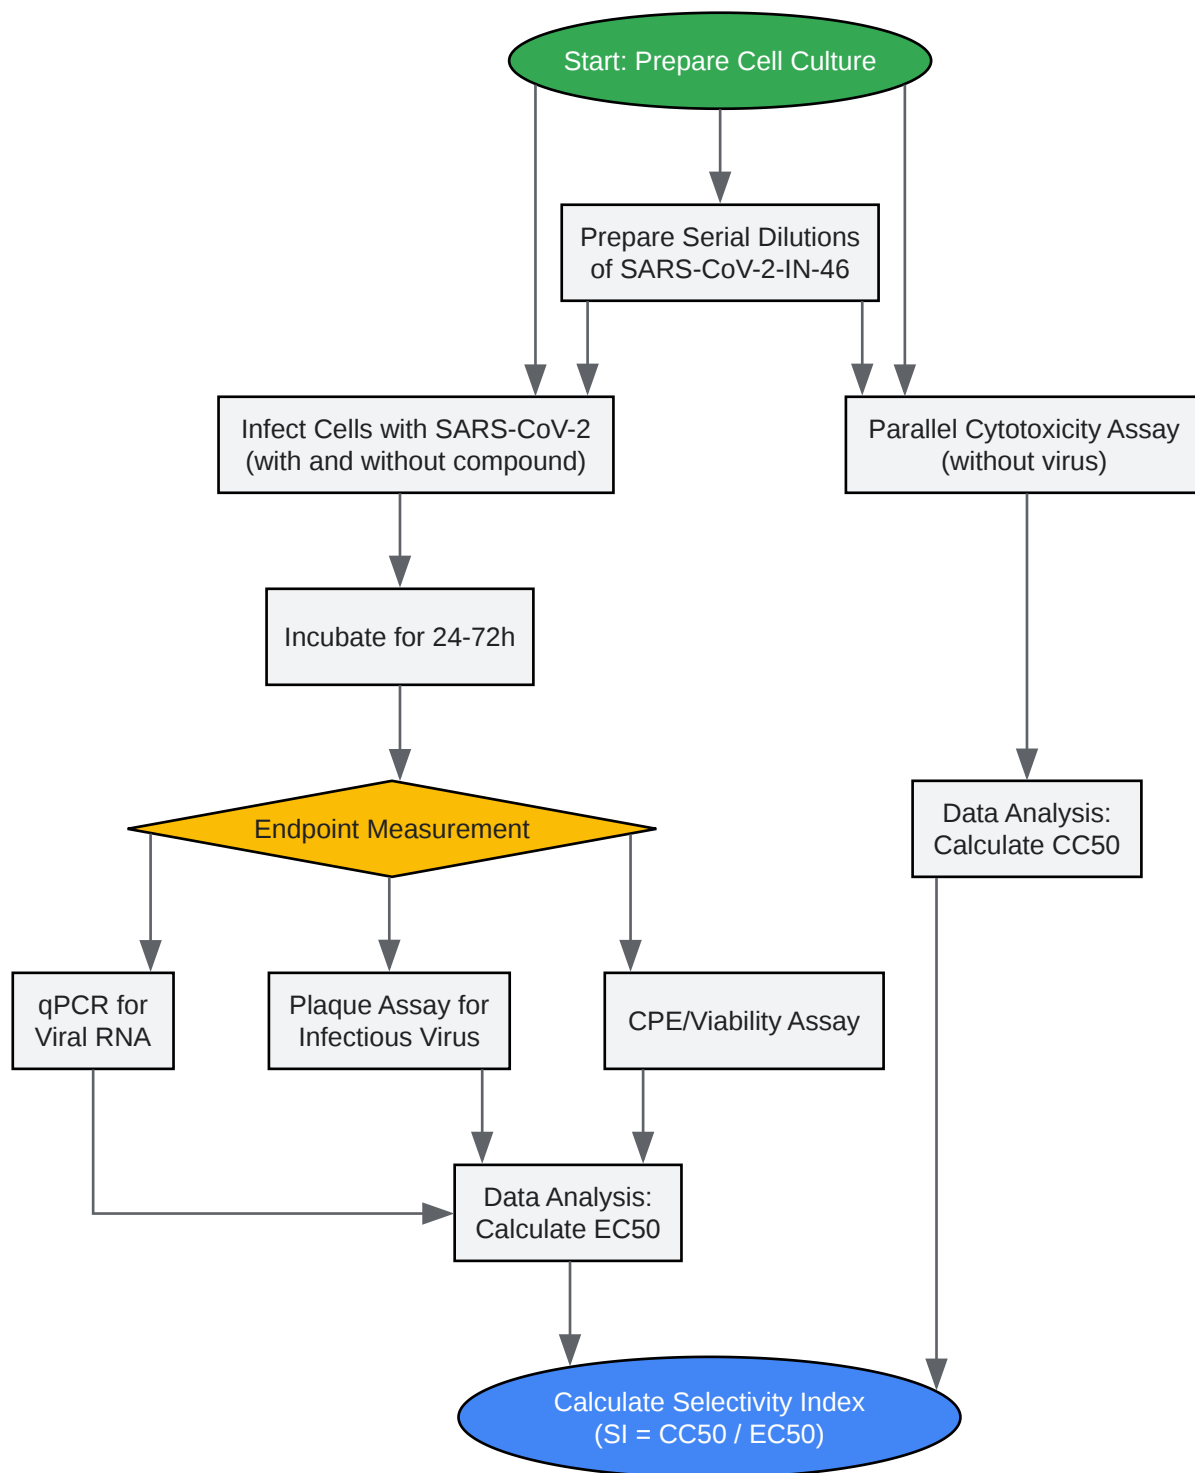 Start: Prepare Cell Culture
Prepare Serial Dilutions
of SARS-CoV-2-IN-46
Infect Cells with SARS-CoV-2
(with and without compound)
Parallel Cytotoxicity Assay
(without virus)
Incubate for 24-72h
Endpoint Measurement
Data Analysis:
Calculate CC50
qPCR for
Viral RNA
Plaque Assay for
Infectious Virus
CPE/Viability Assay
Data Analysis:
Calculate EC50
Calculate Selectivity Index
(SI = CC50 / EC50)